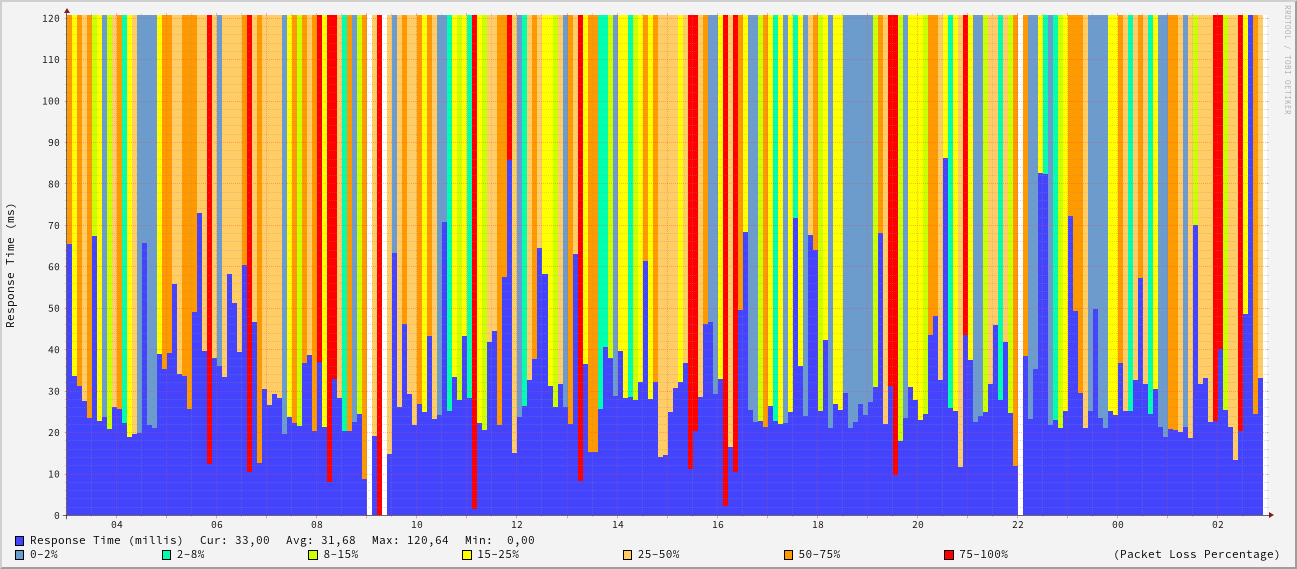 RRDTOOL / TOBI OETIKER
Response Time (ms)
120
110
100
90
80
70
60
50
40
30
20
10
0
04 06 08 10 12 14 16 18 20 22 00 02
Response Time (millis) Cur: 33,00 Avg: 31,68 Max: 120,64 Min: 0,00
0-2% 2-8% 8-15% 15-25% 25-50% 50-75% 75-100% (Packet Loss Percentage)